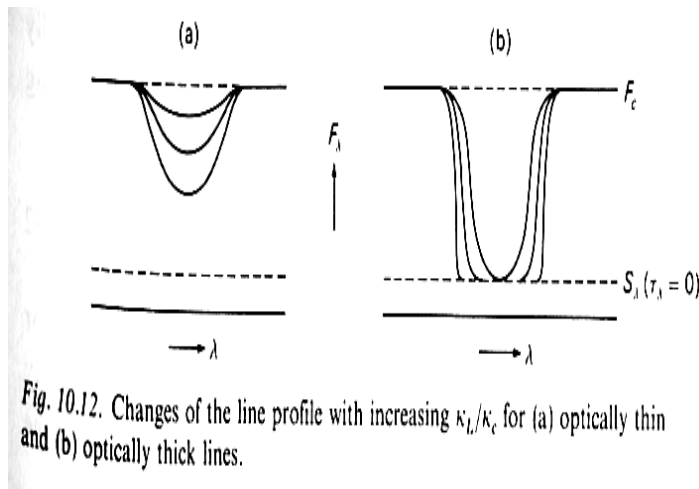 (a)
(b)
F_c
F_λ
S_λ (τ_λ = 0)
λ
λ
Fig. 10.12. Changes of the line profile with increasing κ_L/κ_c for (a) optically thin
and (b) optically thick lines.